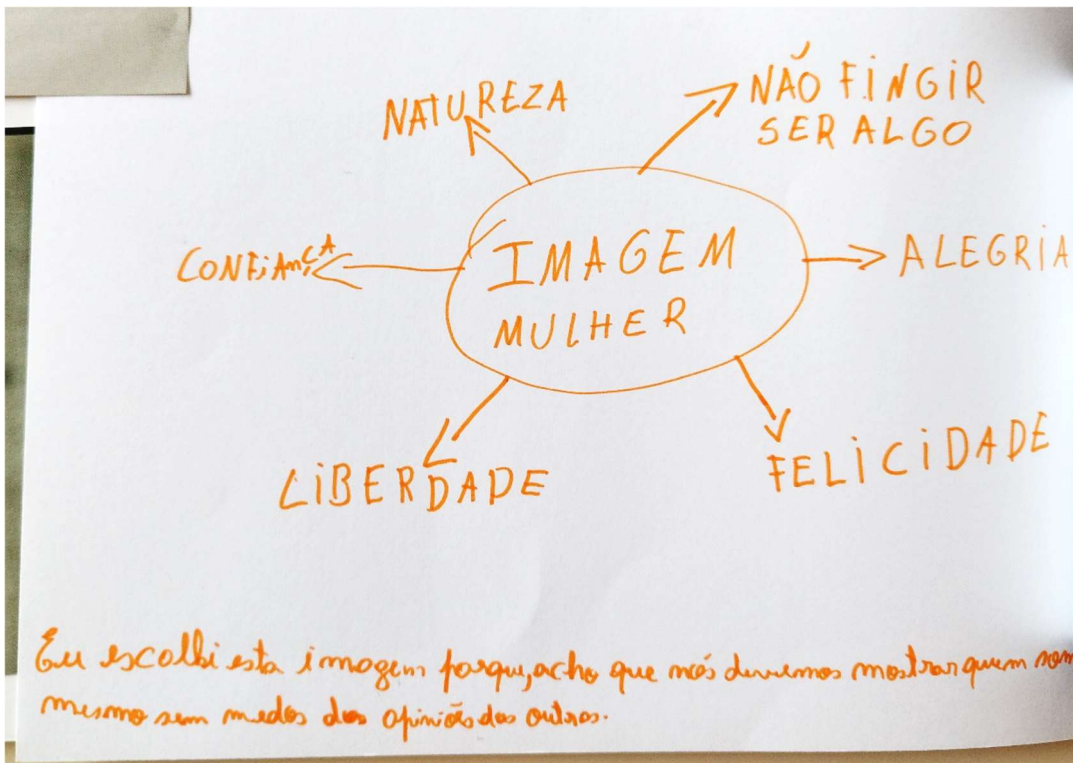 NATUREZA
NÃO FINGIR
SER ALGO
CONFIANÇA
IMAGEM
MULHER
ALEGRIA
LIBERDADE
FELICIDADE
Eu escolhi esta imagem porque, acho que nós devemos mostrar quem som
mesmo sem medos das opiniões dos outros.